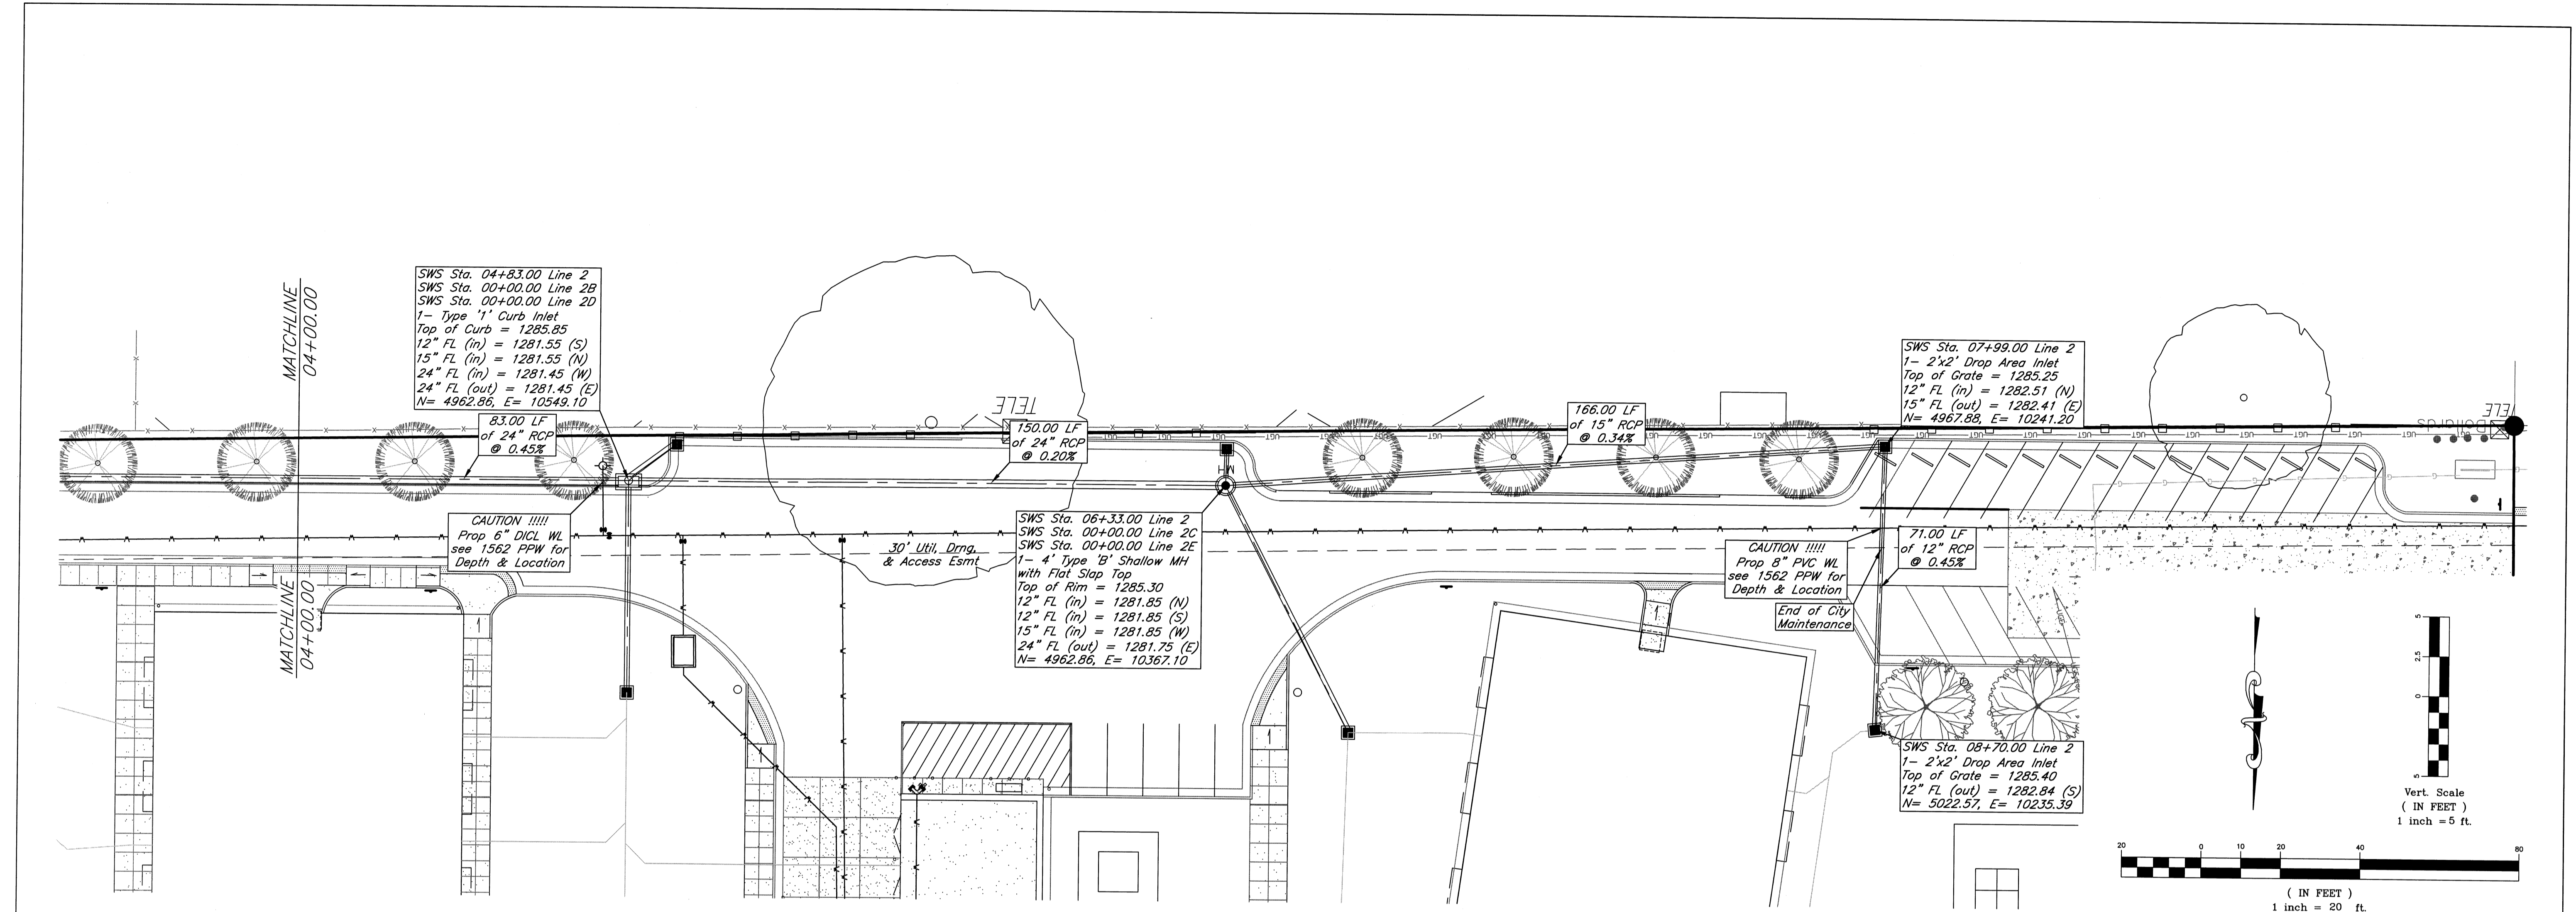 MATCHLINE
04+00.00
SWS Sta. 04+83.00 Line 2
SWS Sta. 00+00.00 Line 2B
SWS Sta. 00+00.00 Line 2D
1- Type '1' Curb Inlet
Top of Curb = 1285.85
12" FL (in) = 1281.55 (S)
15" FL (in) = 1281.55 (N)
24" FL (in) = 1281.45 (W)
24" FL (out) = 1281.45 (E)
N= 4962.86, E= 10549.10
83.00 LF
of 24" RCP
@ 0.45%
TELE
150.00 LF
of 24" RCP
@ 0.20%
166.00 LF
of 15" RCP
@ 0.34%
SWS Sta. 07+99.00 Line 2
1- 2'x2' Drop Area Inlet
Top of Grate = 1285.25
12" FL (in) = 1282.51 (N)
15" FL (out) = 1282.41 (E)
N= 4967.88, E= 10241.20
TELE
Bollards
MH
CAUTION !!!!!
Prop 6" DICL WL
see 1562 PPW for
Depth & Location
30' Util, Drng,
& Access Esmt
SWS Sta. 06+33.00 Line 2
SWS Sta. 00+00.00 Line 2C
SWS Sta. 00+00.00 Line 2E
1- 4' Type 'B' Shallow MH
with Flat Slap Top
Top of Rim = 1285.30
12" FL (in) = 1281.85 (N)
12" FL (in) = 1281.85 (S)
15" FL (in) = 1281.85 (W)
24" FL (out) = 1281.75 (E)
N= 4962.86, E= 10367.10
CAUTION !!!!!
Prop 8" PVC WL
see 1562 PPW for
Depth & Location
71.00 LF
of 12" RCP
@ 0.45%
End of City
Maintenance
MATCHLINE
04+00.00
SWS Sta. 08+70.00 Line 2
1- 2'x2' Drop Area Inlet
Top of Grate = 1285.40
12" FL (out) = 1282.84 (S)
N= 5022.57, E= 10235.39
5
2.5
0
5
Vert. Scale
( IN FEET )
1 inch = 5 ft.
20 0 10 20 40 80
( IN FEET )
1 inch = 20 ft.